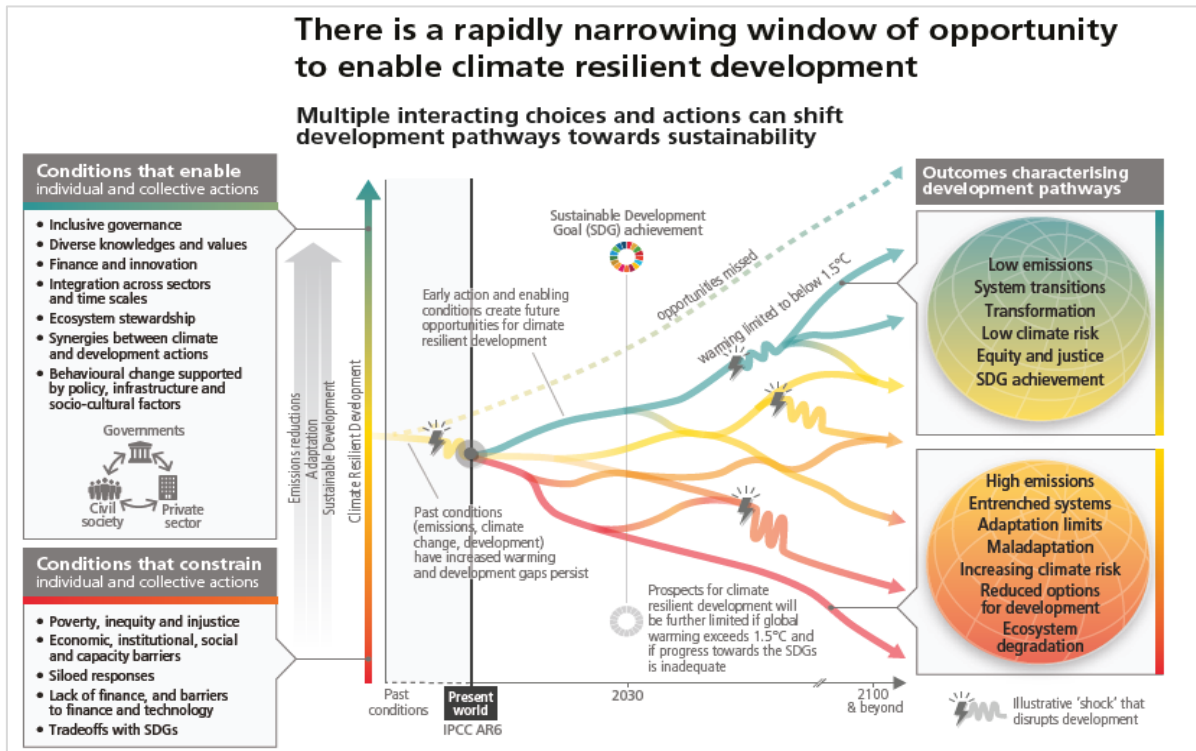 There is a rapidly narrowing window of opportunity
to enable climate resilient development
Multiple interacting choices and actions can shift
development pathways towards sustainability
Conditions that enable
individual and collective actions
• Inclusive governance
• Diverse knowledges and values
• Finance and innovation
• Integration across sectors
and time scales
• Ecosystem stewardship
• Synergies between climate
and development actions
• Behavioural change supported
by policy, infrastructure and
socio-cultural factors
Governments
Civil
society
Private
sector
Conditions that constrain
individual and collective actions
• Poverty, inequity and injustice
• Economic, institutional, social
and capacity barriers
• Siloed responses
• Lack of finance, and barriers
to finance and technology
• Tradeoffs with SDGs
Emissions reductions
Adaptation
Sustainable Development
Climate Resilient Development
Sustainable Development
Goal (SDG) achievement
Early action and enabling
conditions create future
opportunities for climate
resilient development
opportunities missed
warming limited to below 1.5°C
Past conditions
(emissions, climate
change, development)
have increased warming
and development gaps persist
Prospects for climate
resilient development will
be further limited if global
warming exceeds 1.5°C and
if progress towards the SDGs
is inadequate
Past
conditions
Present
world
IPCC AR6
2030
2100
& beyond
Outcomes characterising
development pathways
Low emissions
System transitions
Transformation
Low climate risk
Equity and justice
SDG achievement
High emissions
Entrenched systems
Adaptation limits
Maladaptation
Increasing climate risk
Reduced options
for development
Ecosystem
degradation
Illustrative 'shock' that
disrupts development